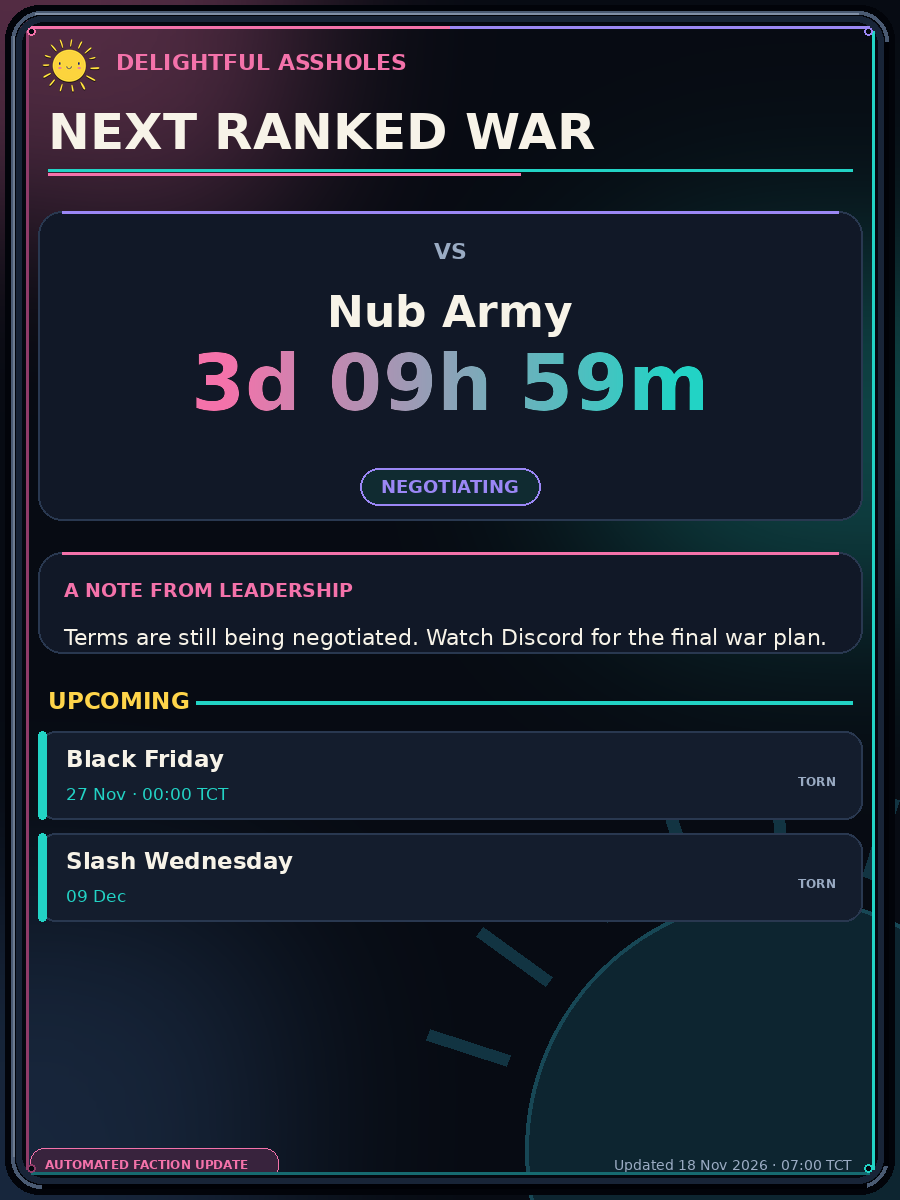 DELIGHTFUL ASSHOLES
NEXT RANKED WAR
VS
Nub Army
3d 09h 59m
NEGOTIATING
A NOTE FROM LEADERSHIP
Terms are still being negotiated. Watch Discord for the final war plan.
UPCOMING
Black Friday
27 Nov · 00:00 TCT
TORN
Slash Wednesday
09 Dec
TORN
AUTOMATED FACTION UPDATE
Updated 18 Nov 2026 · 07:00 TCT